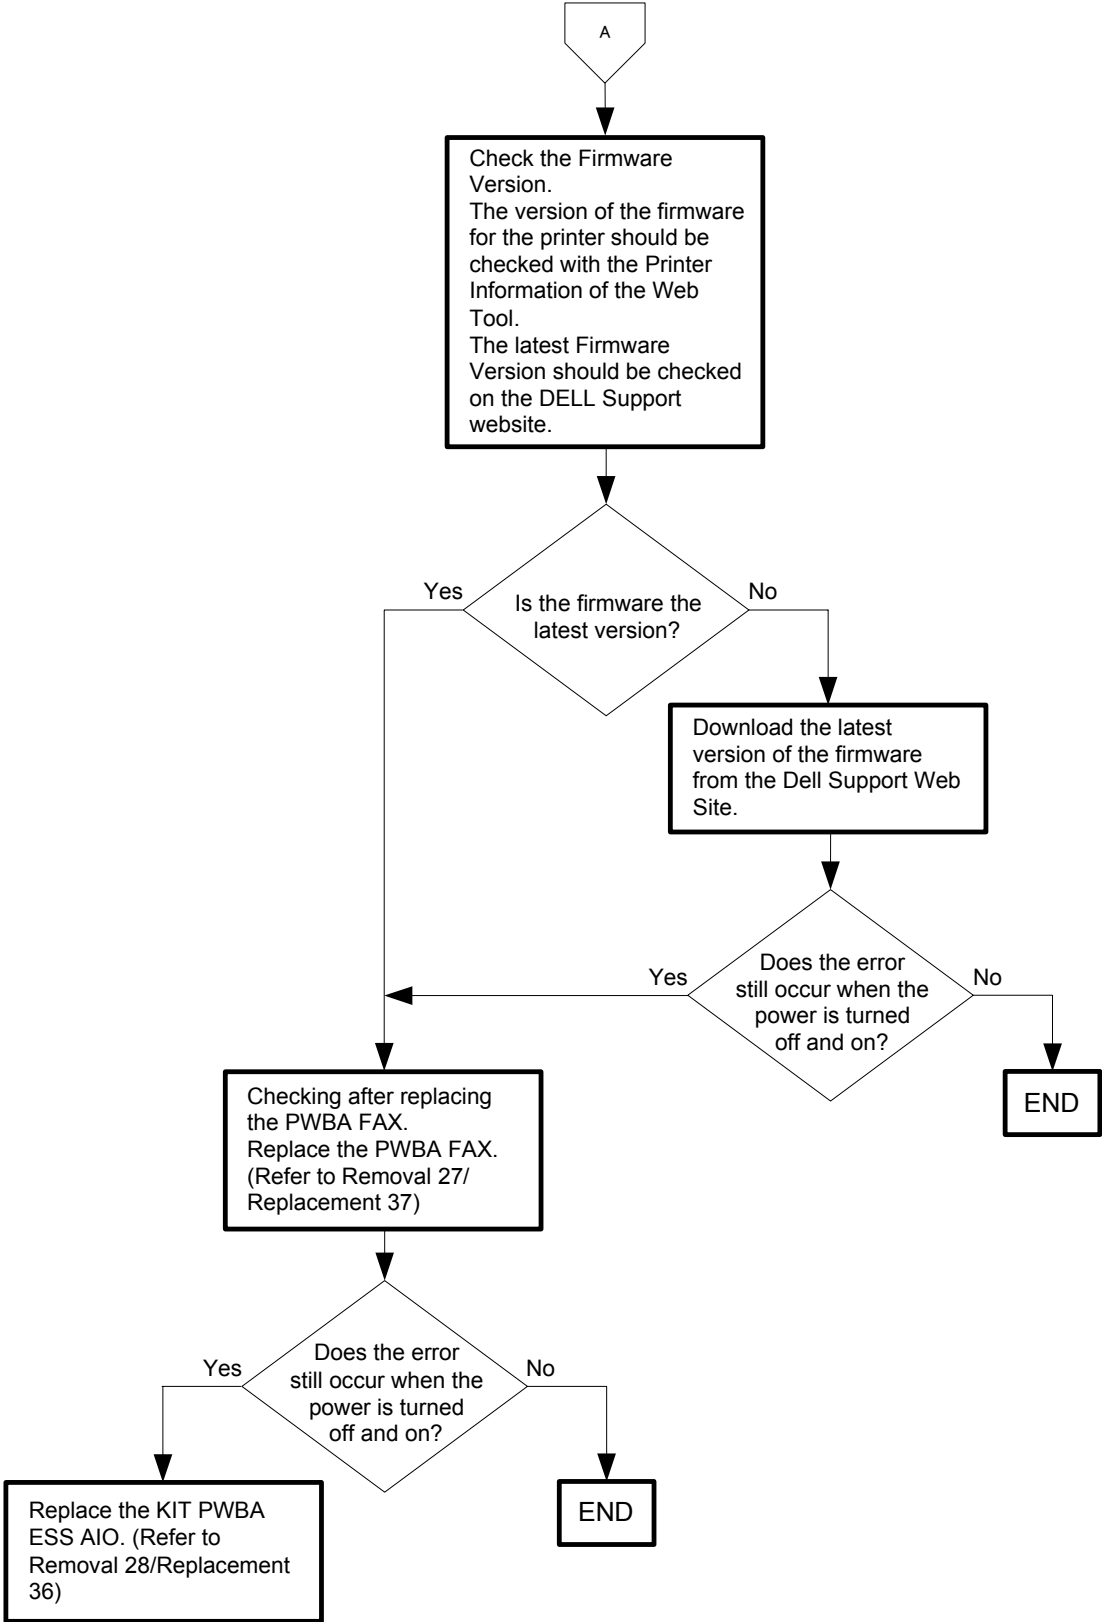 A
Check the Firmware
Version.
The version of the firmware
for the printer should be
checked with the Printer
Information of the Web
Tool.
The latest Firmware
Version should be checked
on the DELL Support
website.
Yes
Is the firmware the
latest version?
No
Download the latest
version of the firmware
from the Dell Support Web
Site.
Yes
Does the error
still occur when the
power is turned
off and on?
No
END
Checking after replacing
the PWBA FAX.
Replace the PWBA FAX.
(Refer to Removal 27/
Replacement 37)
Yes
Does the error
still occur when the
power is turned
off and on?
No
END
Replace the KIT PWBA
ESS AIO. (Refer to
Removal 28/Replacement
36)